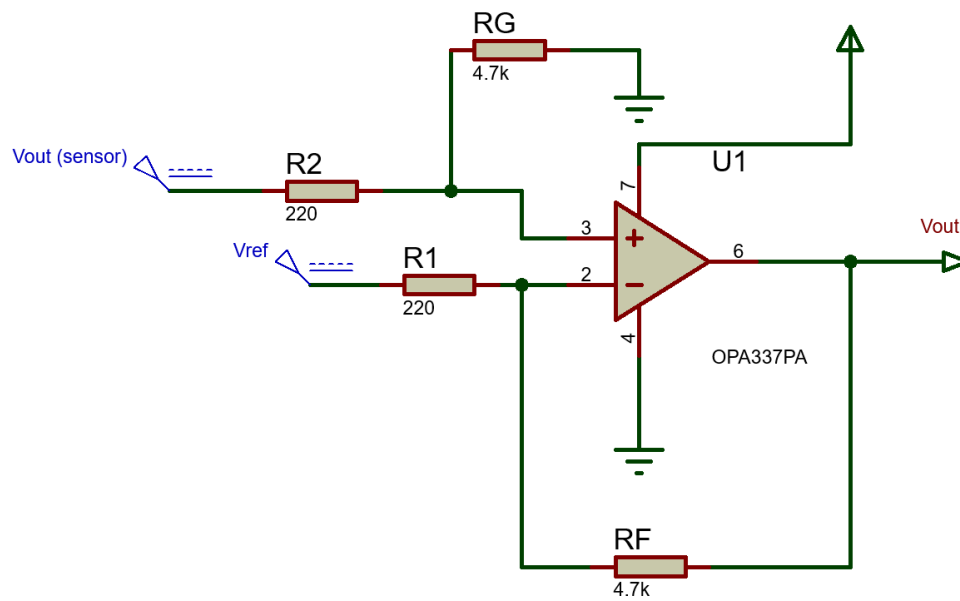 RG
4.7k
Vout (sensor)
R2
220
U1
7
Vref
R1
220
3
2
6
Vout
4
OPA337PA
RF
4.7k